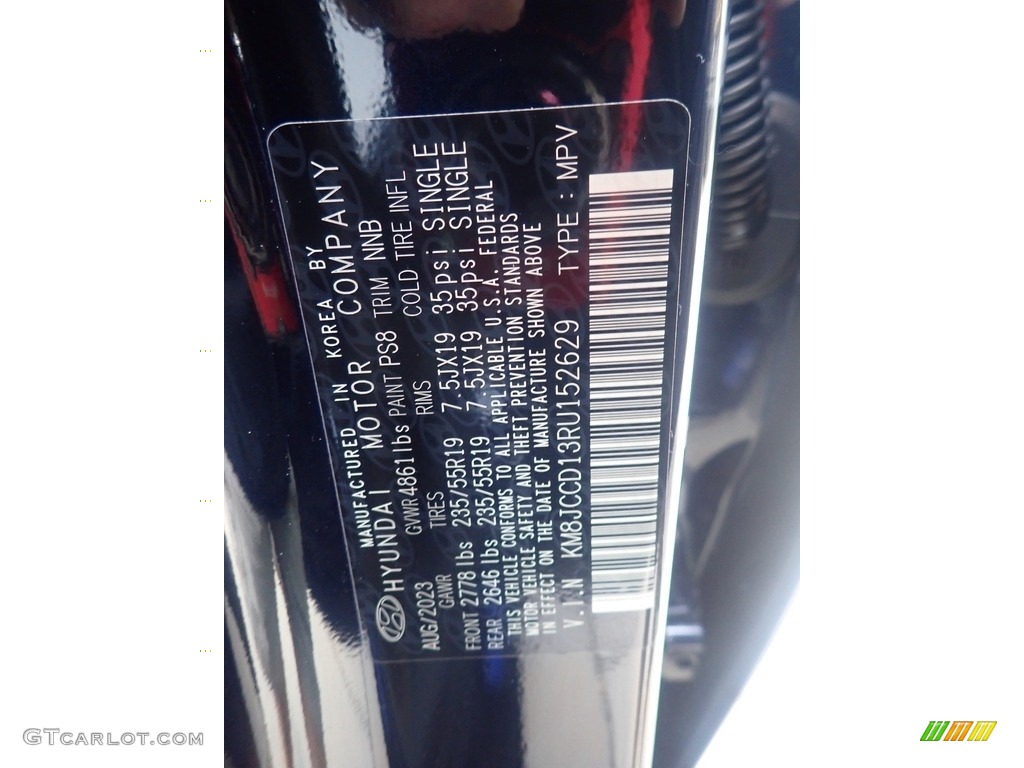 MANUFACTURED IN KOREA BY
HYUNDAI MOTOR COMPANY
AUG/2023 GVWR 4861 lbs PAINT PS8 TRIM NNB
GAWR TIRES RIMS COLD TIRE INFL
FRONT 2778 lbs 235/55R19 7.5JX19 35psi SINGLE
REAR 2646 lbs 235/55R19 7.5JX19 35psi SINGLE
THIS VEHICLE CONFORMS TO ALL APPLICABLE U.S.A. FEDERAL
MOTOR VEHICLE SAFETY AND THEFT PREVENTION STANDARDS
IN EFFECT ON THE DATE OF MANUFACTURE SHOWN ABOVE
V.I.N KM8JCCD13RU152629 TYPE : MPV
GTCARLOT.COM